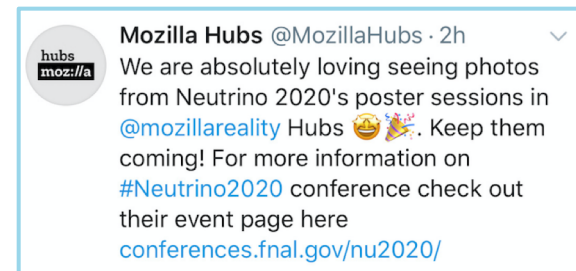 hubs
moz://a
Mozilla Hubs @MozillaHubs · 2h
We are absolutely loving seeing photos
from Neutrino 2020's poster sessions in
@mozillareality Hubs 🤩🎉. Keep them
coming! For more information on
#Neutrino2020 conference check out
their event page here
conferences.fnal.gov/nu2020/